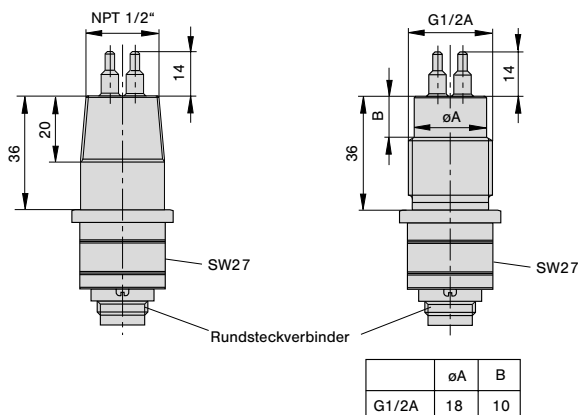 NPT 1/2“
14
20
36
SW27
G1/2A
14
B
øA
36
SW27
Rundsteckverbinder
øA B
G1/2A 18 10